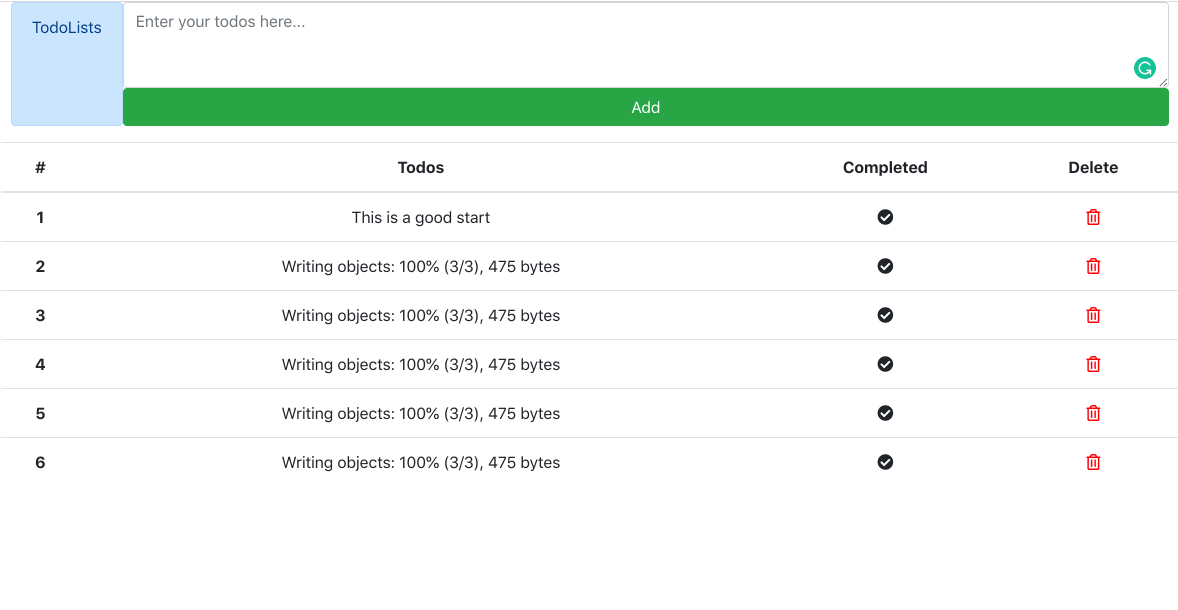 TodoLists
Enter your todos here...
Add
# Todos Completed Delete
1 This is a good start
2 Writing objects: 100% (3/3), 475 bytes
3 Writing objects: 100% (3/3), 475 bytes
4 Writing objects: 100% (3/3), 475 bytes
5 Writing objects: 100% (3/3), 475 bytes
6 Writing objects: 100% (3/3), 475 bytes